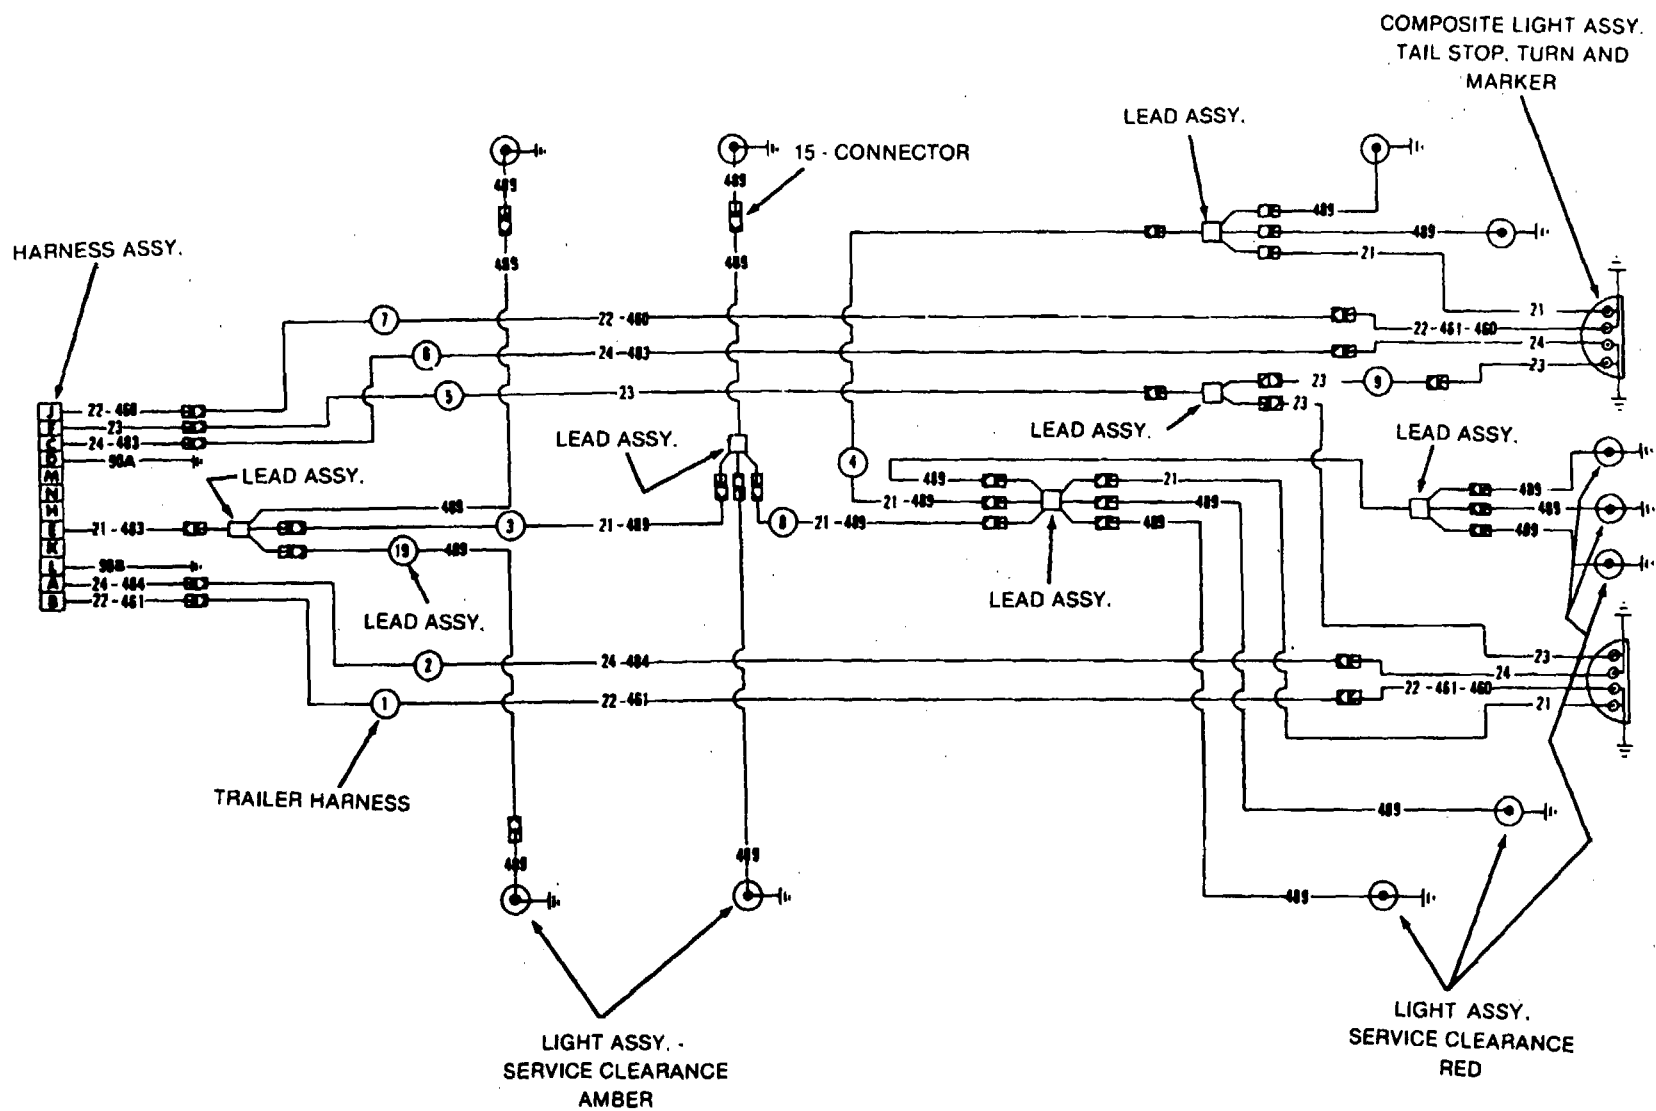 COMPOSITE LIGHT ASSY.
TAIL STOP, TURN AND
MARKER
LEAD ASSY.
15 - CONNECTOR
489
489
489
489
489
489
21
HARNESS ASSY.
7
22-460
21
22-461-460
6
24-483
24
5
23
23
9
23
23
J
22-460
F
23
C
24-483
D
90A
M
N
H
E
21-483
K
L
90B
A
24-484
B
22-461
LEAD ASSY.
LEAD ASSY.
LEAD ASSY.
LEAD ASSY.
4
489
21
489
21-489
489
489
489
3
21-489
8
21-489
489
489
19
489
LEAD ASSY.
LEAD ASSY.
2
24-484
23
24
1
22-461
22-461-460
21
TRAILER HARNESS
489
489
489
489
LIGHT ASSY. -
SERVICE CLEARANCE
AMBER
LIGHT ASSY.
SERVICE CLEARANCE
RED